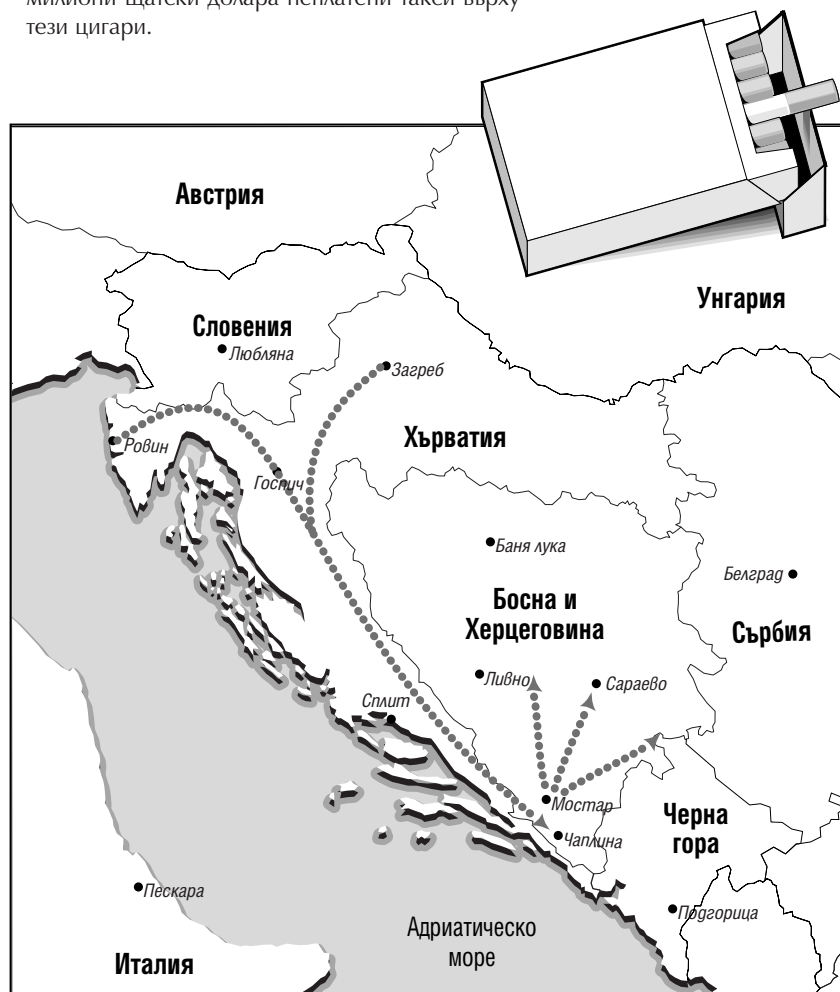 милиони щатски долара неплатени такси върху
тези цигари.
Австрия
Унгария
Словения
Любляна
Загреб
Ровин
Хърватия
Госпич
Баня лука
Белград
Босна и
Херцеговина
Сърбия
Ливно
Сараево
Сплит
Мостар
Черна
гора
Чаплина
Пескара
Подгорица
Адриатическо
море
Италия